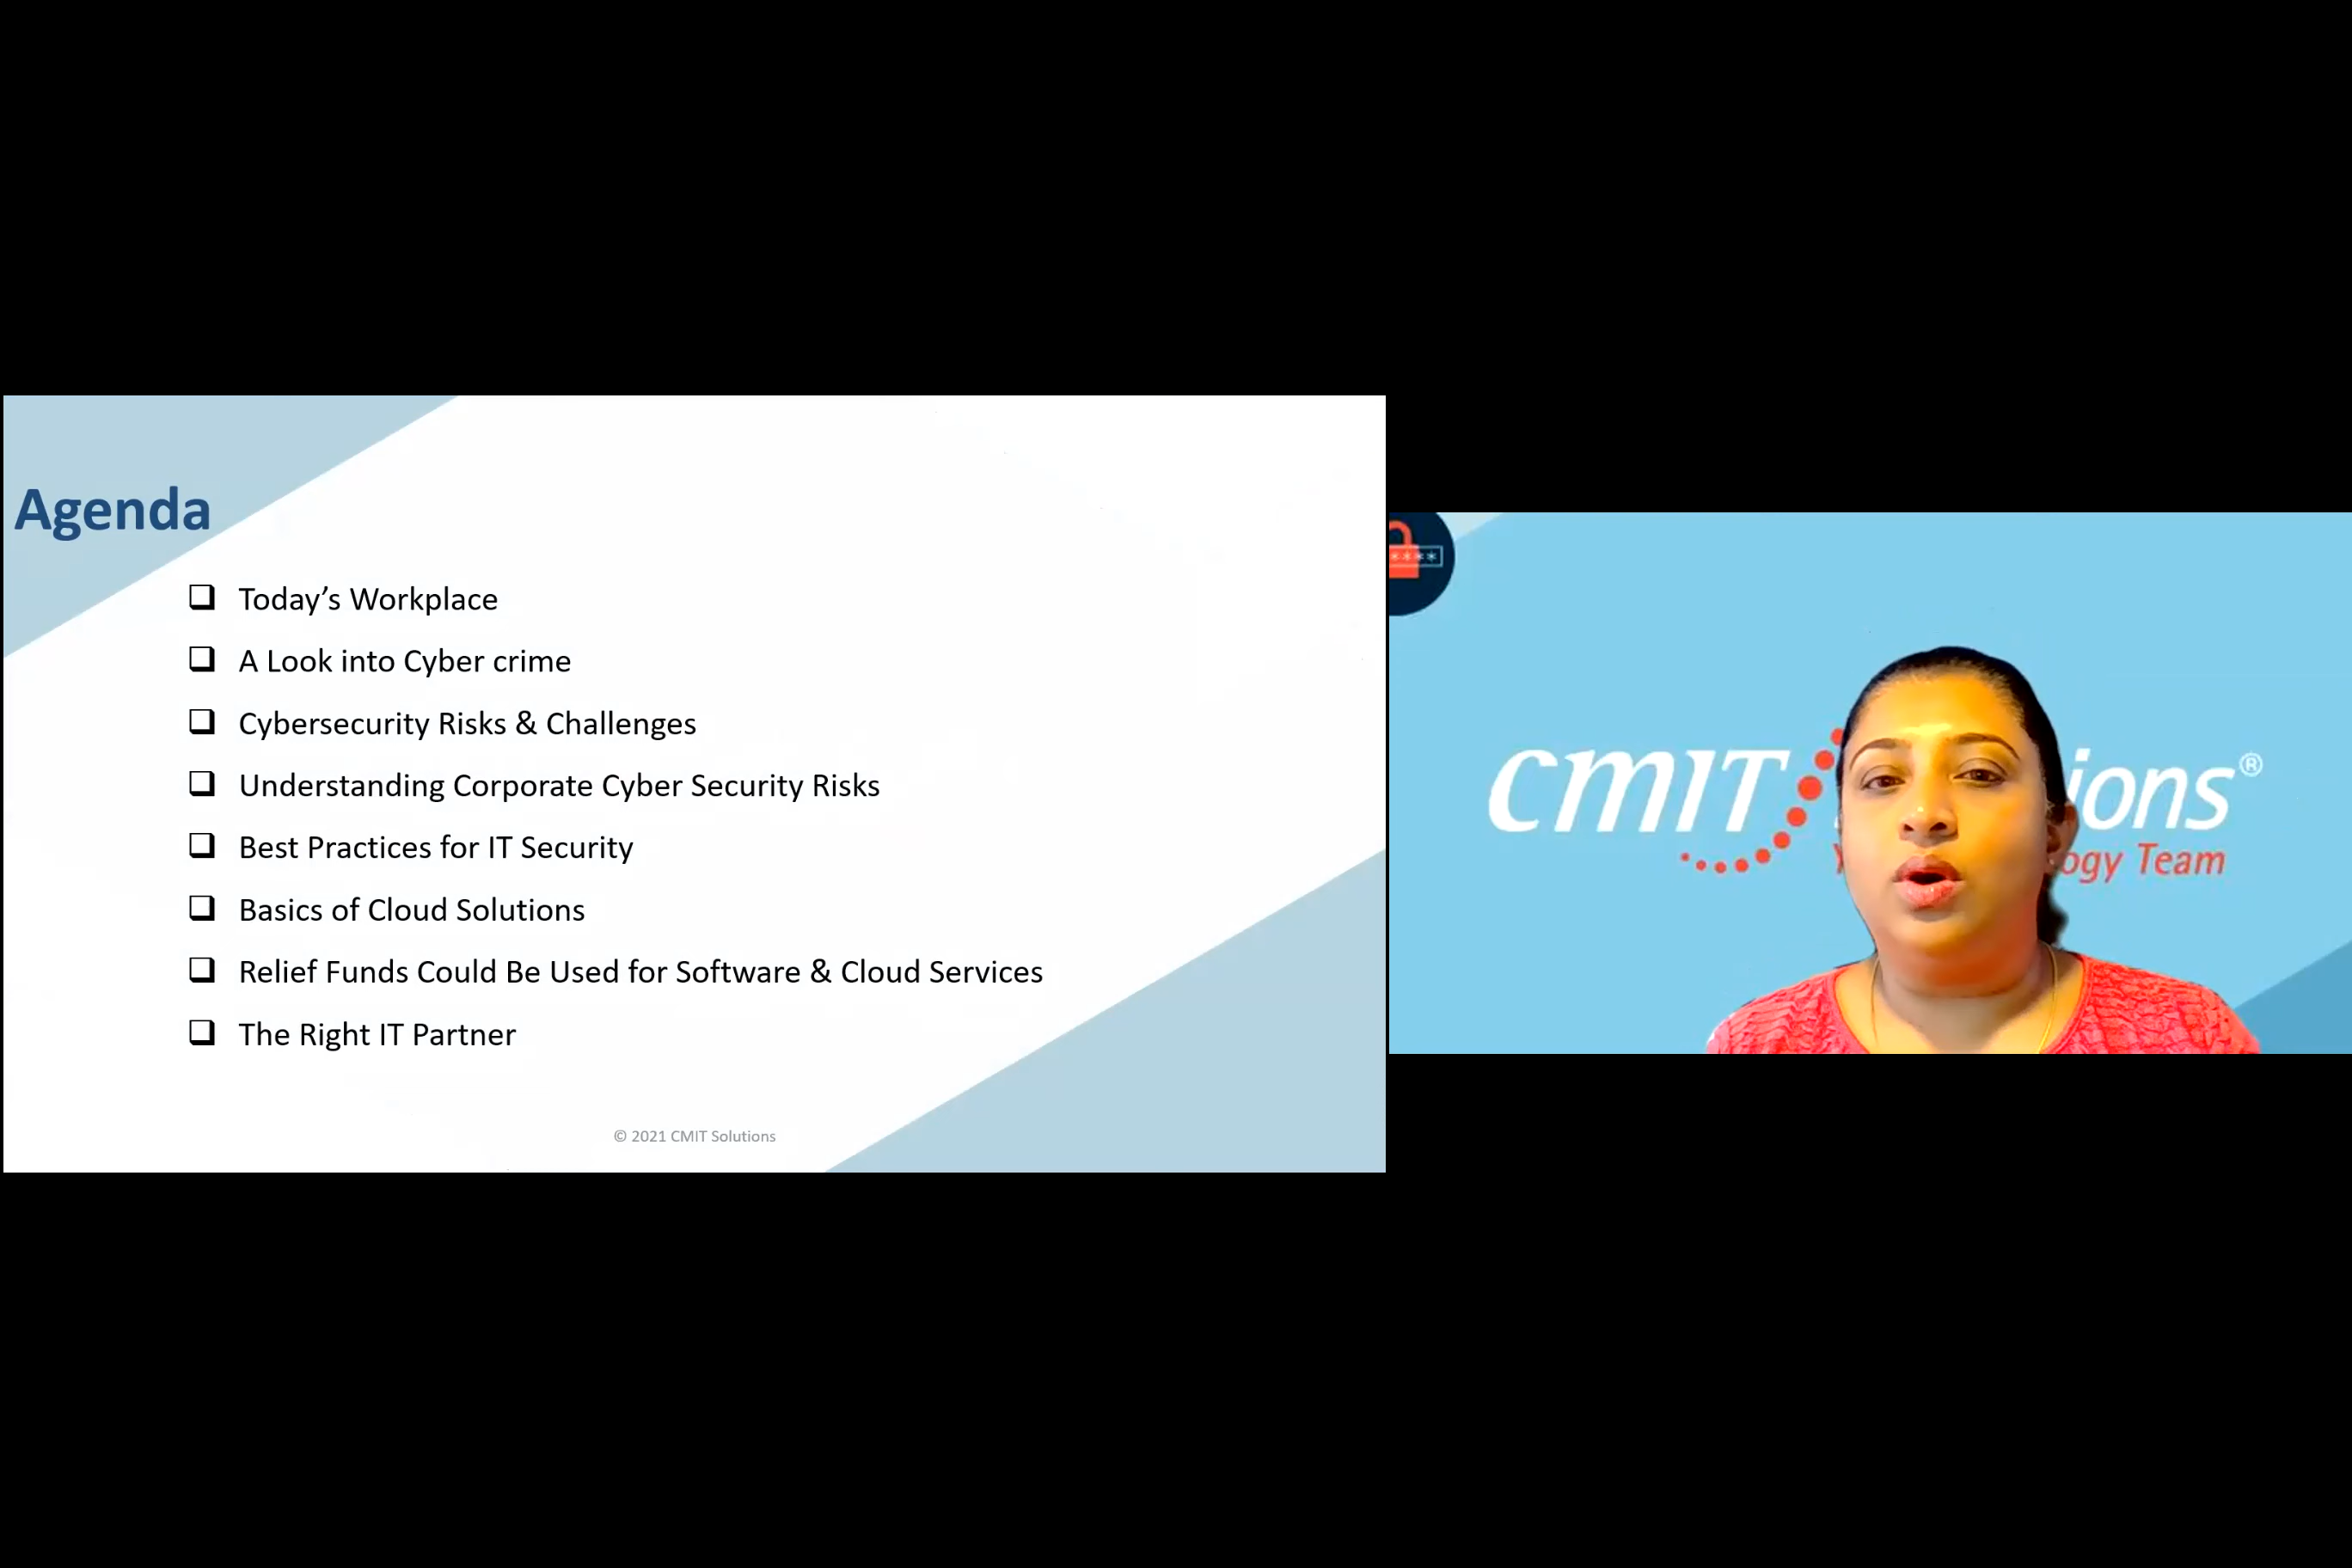 Agenda
Today's Workplace
A Look into Cyber crime
Cybersecurity Risks & Challenges
Understanding Corporate Cyber Security Risks
Best Practices for IT Security
Basics of Cloud Solutions
Relief Funds Could Be Used for Software & Cloud Services
The Right IT Partner
© 2021 CMIT Solutions
****
CMIT ions®
Team